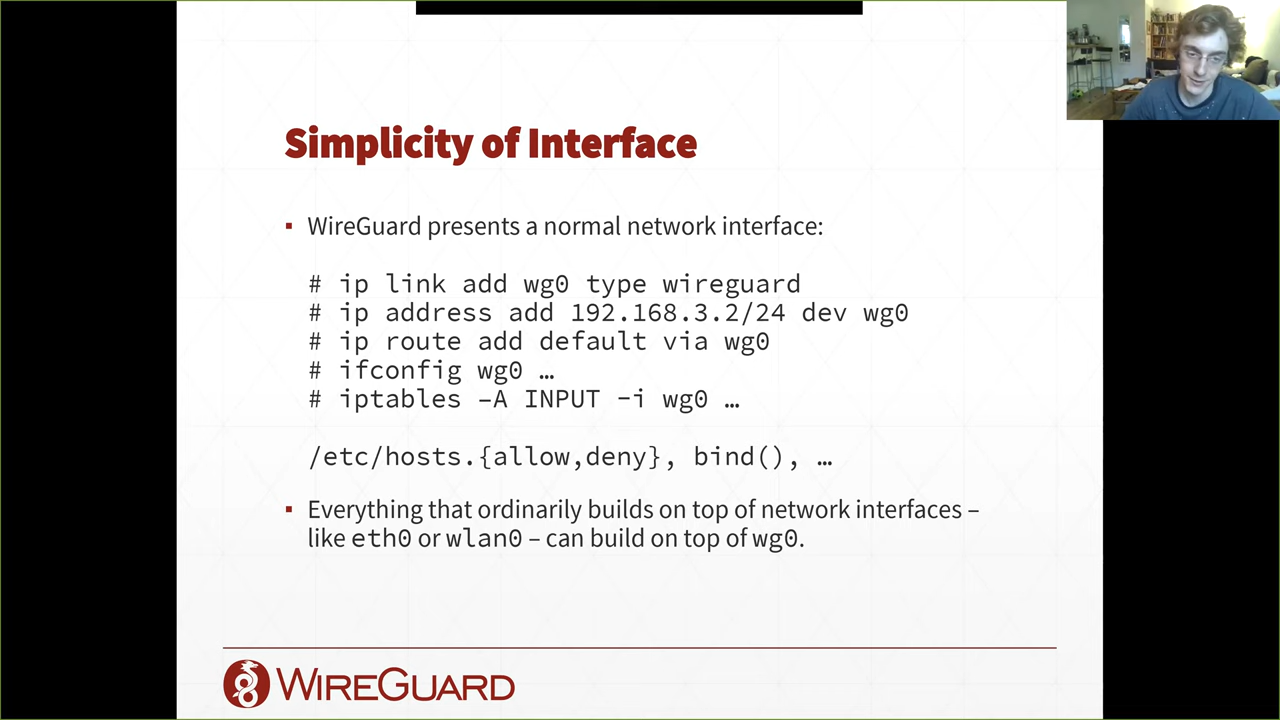 Simplicity of Interface
▪ WireGuard presents a normal network interface:
# ip link add wg0 type wireguard
# ip address add 192.168.3.2/24 dev wg0
# ip route add default via wg0
# ifconfig wg0 …
# iptables –A INPUT -i wg0 …
/etc/hosts.{allow,deny}, bind(), …
▪ Everything that ordinarily builds on top of network interfaces –
like eth0 or wlan0 – can build on top of wg0.
WIREGUARD